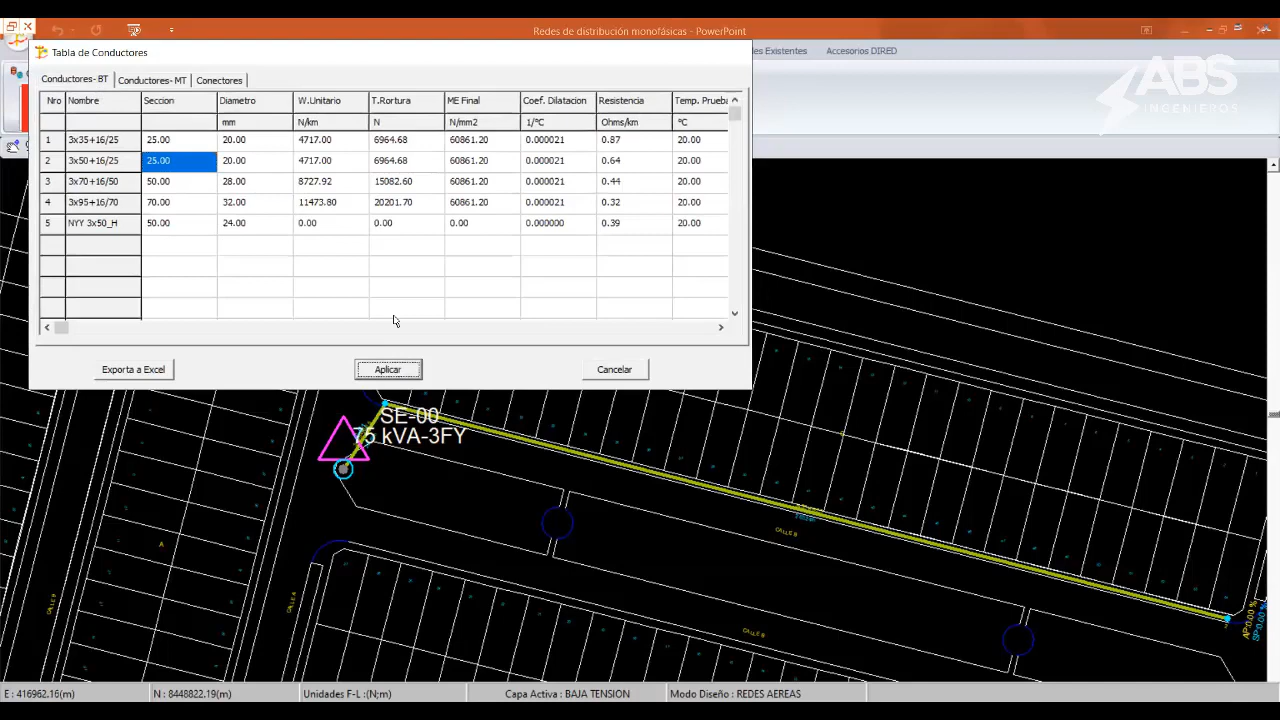 Redes de distribución monofásicas - PowerPoint
Tabla de Conductores
es Existentes Accesorios DIRED
ABS
INGENIEROS
Conductores- BT Conductores- MT Conectores
Nro Nombre Seccion Diametro W.Unitario T.Rortura ME Final Coef. Dilatacion Resistencia Temp. Prueba
mm N/km N N/mm2 1/°C Ohms/km °C
1 3x35+16/25 25.00 20.00 4717.00 6964.68 60861.20 0.000021 0.87 20.00
2 3x50+16/25 25.00 20.00 4717.00 6964.68 60861.20 0.000021 0.64 20.00
3 3x70+16/50 50.00 28.00 8727.92 15082.60 60861.20 0.000021 0.44 20.00
4 3x95+16/70 70.00 32.00 11473.80 20201.70 60861.20 0.000021 0.32 20.00
5 NYY 3x50_H 50.00 24.00 0.00 0.00 0.00 0.000000 0.39 20.00
Exporta a Excel Aplicar Cancelar
SE-00
75 kVA-3FY
CALLE B
A
CALLE B
AP:0.00 %
SP:0.00
E : 416962.16(m) N : 8448822.19(m) Unidades F-L :(N;m) Capa Activa : BAJA TENSION Modo Diseño : REDES AEREAS